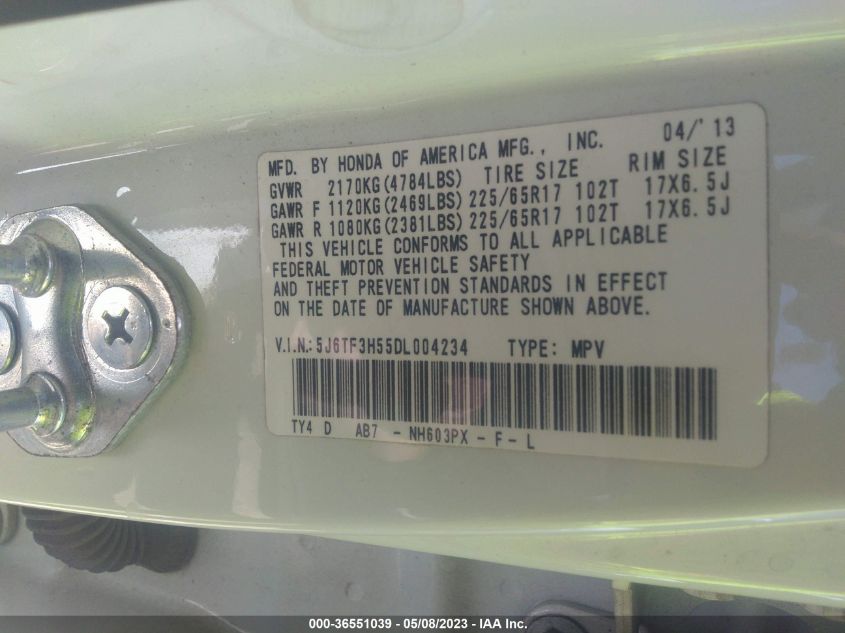 MFD. BY HONDA OF AMERICA MFG., INC. 04/'13
GVWR 2170KG(4784LBS) TIRE SIZE RIM SIZE
GAWR F 1120KG(2469LBS) 225/65R17 102T 17X6.5J
GAWR R 1080KG(2381LBS) 225/65R17 102T 17X6.5J
THIS VEHICLE CONFORMS TO ALL APPLICABLE
FEDERAL MOTOR VEHICLE SAFETY
AND THEFT PREVENTION STANDARDS IN EFFECT
ON THE DATE OF MANUFACTURE SHOWN ABOVE.
V.I.N.: 5J6TF3H55DL004234 TYPE: MPV
TY4 D AB7 - NH603PX - F - L
000-36551039 - 05/08/2023 - IAA Inc.